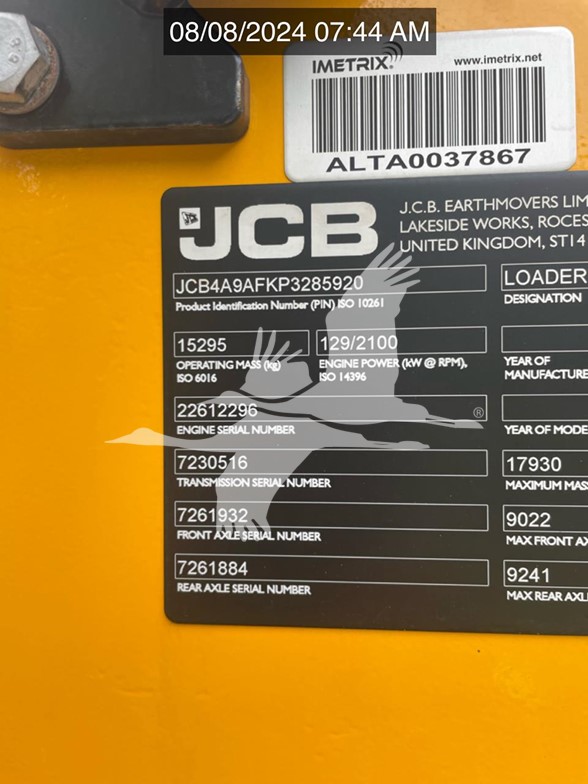 08/08/2024 07:44 AM
IMETRIX® www.imetrix.net
ALTA0037867
JCB
J.C.B. EARTHMOVERS LIM
LAKESIDE WORKS, ROCES
UNITED KINGDOM, ST14
JCB4A9AFKP3285920
Product Identification Number (PIN) ISO 10261
LOADER
DESIGNATION
15295
OPERATING MASS (kg)
ISO 6016
129/2100
ENGINE POWER (kW @ RPM),
ISO 14396
YEAR OF
MANUFACTURE
22612296
ENGINE SERIAL NUMBER
®
YEAR OF MODE
7230516
TRANSMISSION SERIAL NUMBER
17930
MAXIMUM MAS
7261932
FRONT AXLE SERIAL NUMBER
9022
MAX FRONT AX
7261884
REAR AXLE SERIAL NUMBER
9241
MAX REAR AXL